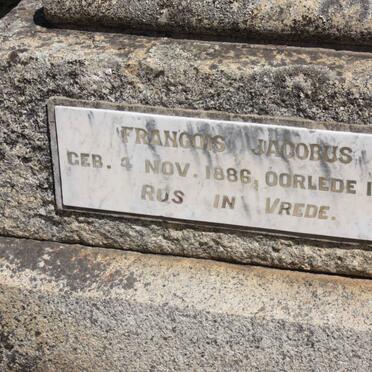 FRANCOIS JACOBUS
GEB. 4 NOV. 1886, OORLEDE
RUS IN VREDE.